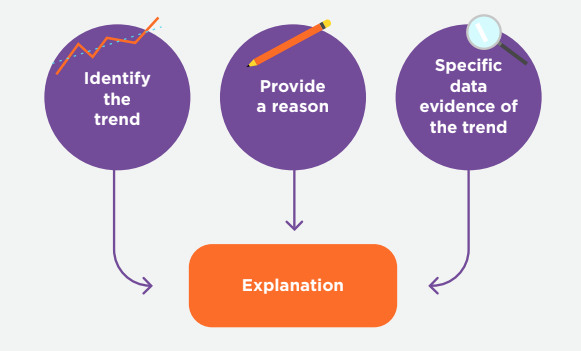 Identify
the
trend
Provide
a reason
Specific
data
evidence of
the trend
Explanation